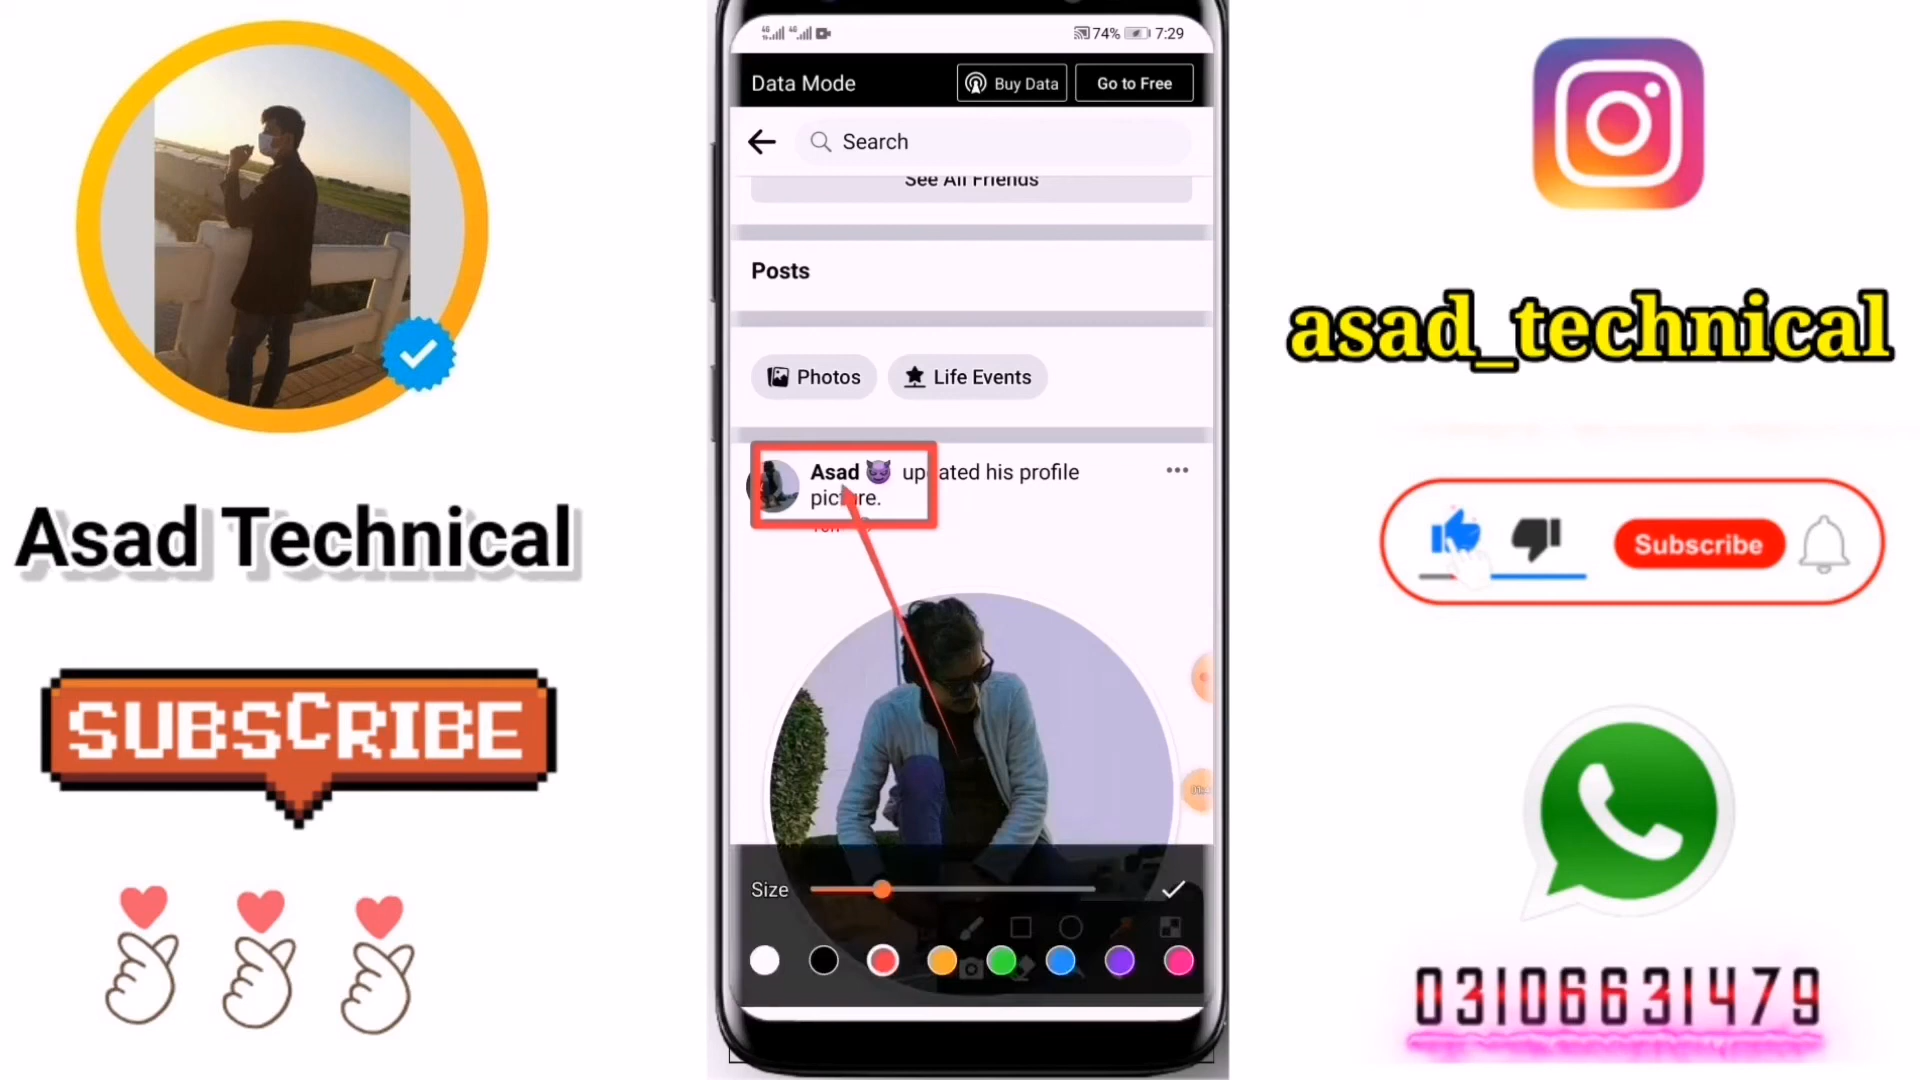 74% 7:29
Data Mode
Buy Data
Go to Free
Search
See All Friends
Posts
Photos
Life Events
Asad 😈 updated his profile
picture.
Size
Asad Technical
SUBSCRIBE
asad_technical
Subscribe
03106631479